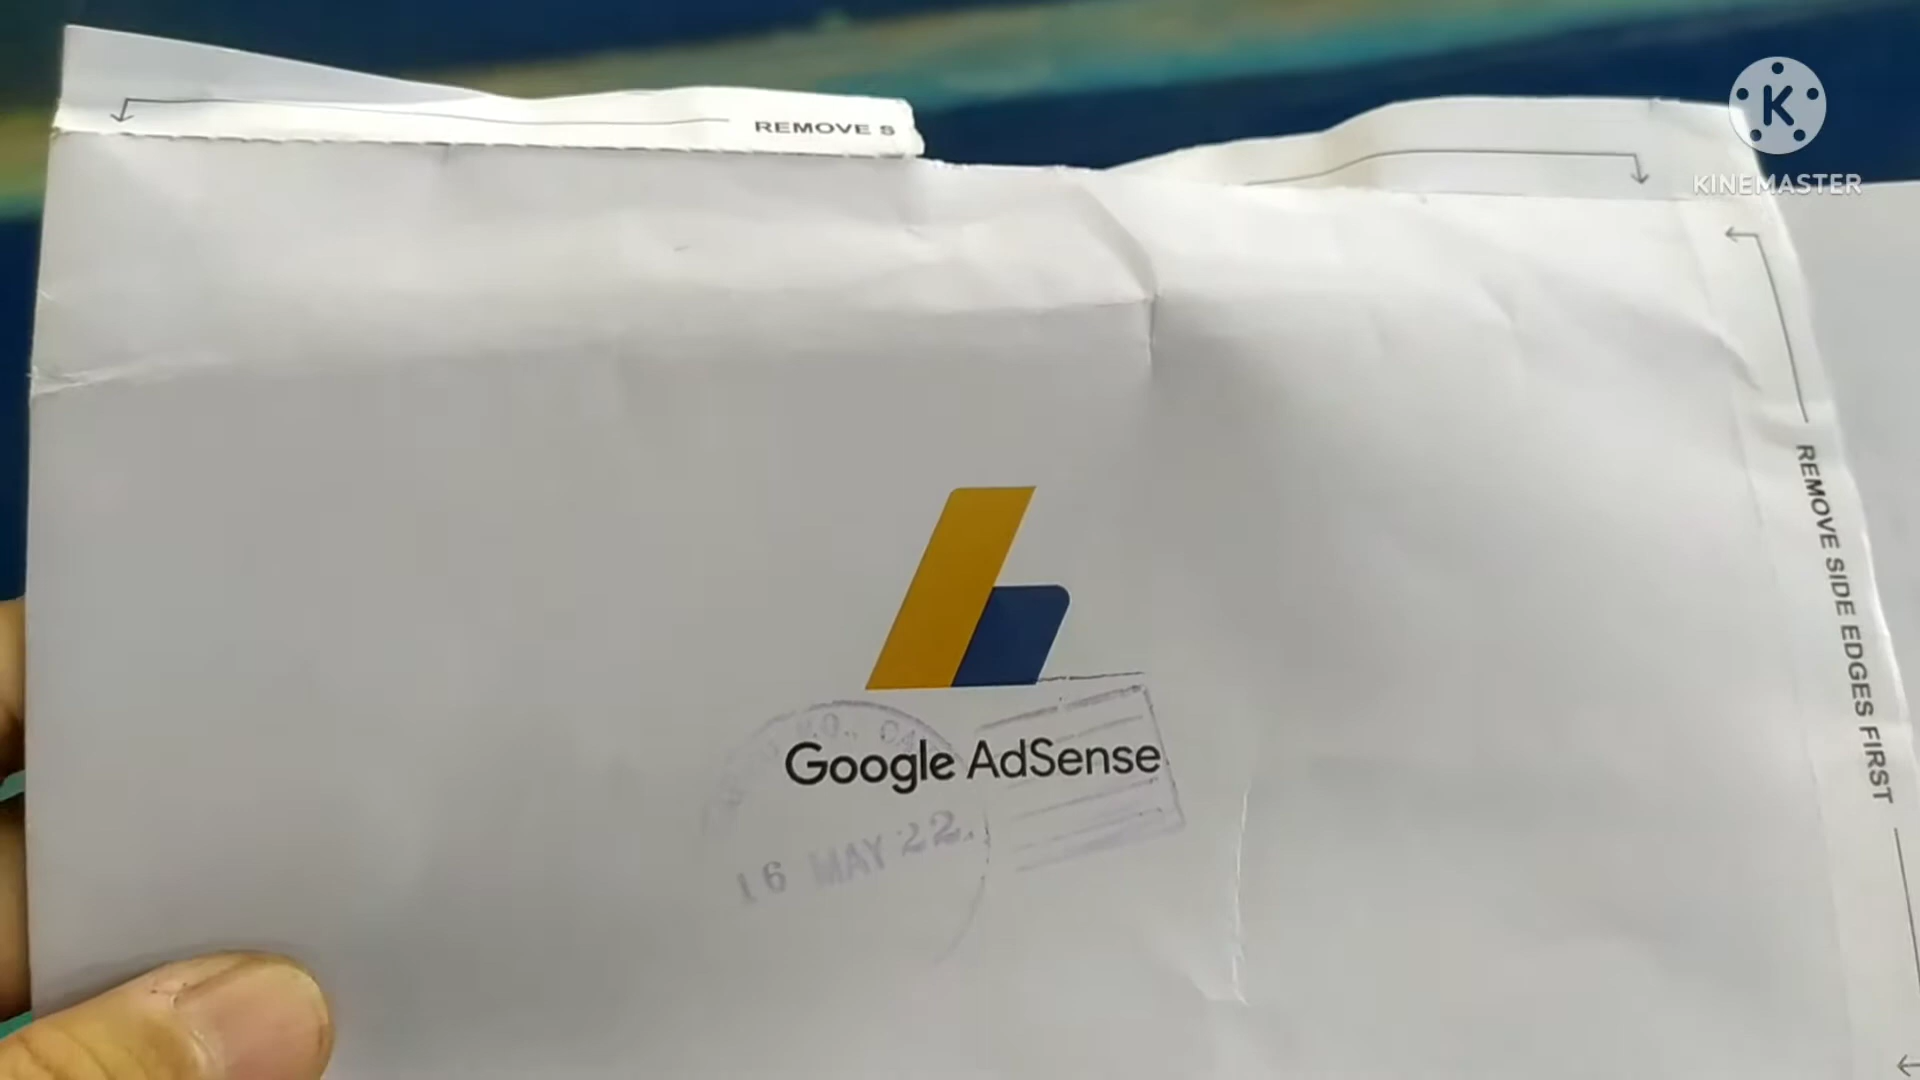 REMOVE S
KINEMASTER
REMOVE SIDE EDGES FIRST
Google AdSense
16 MAY 22